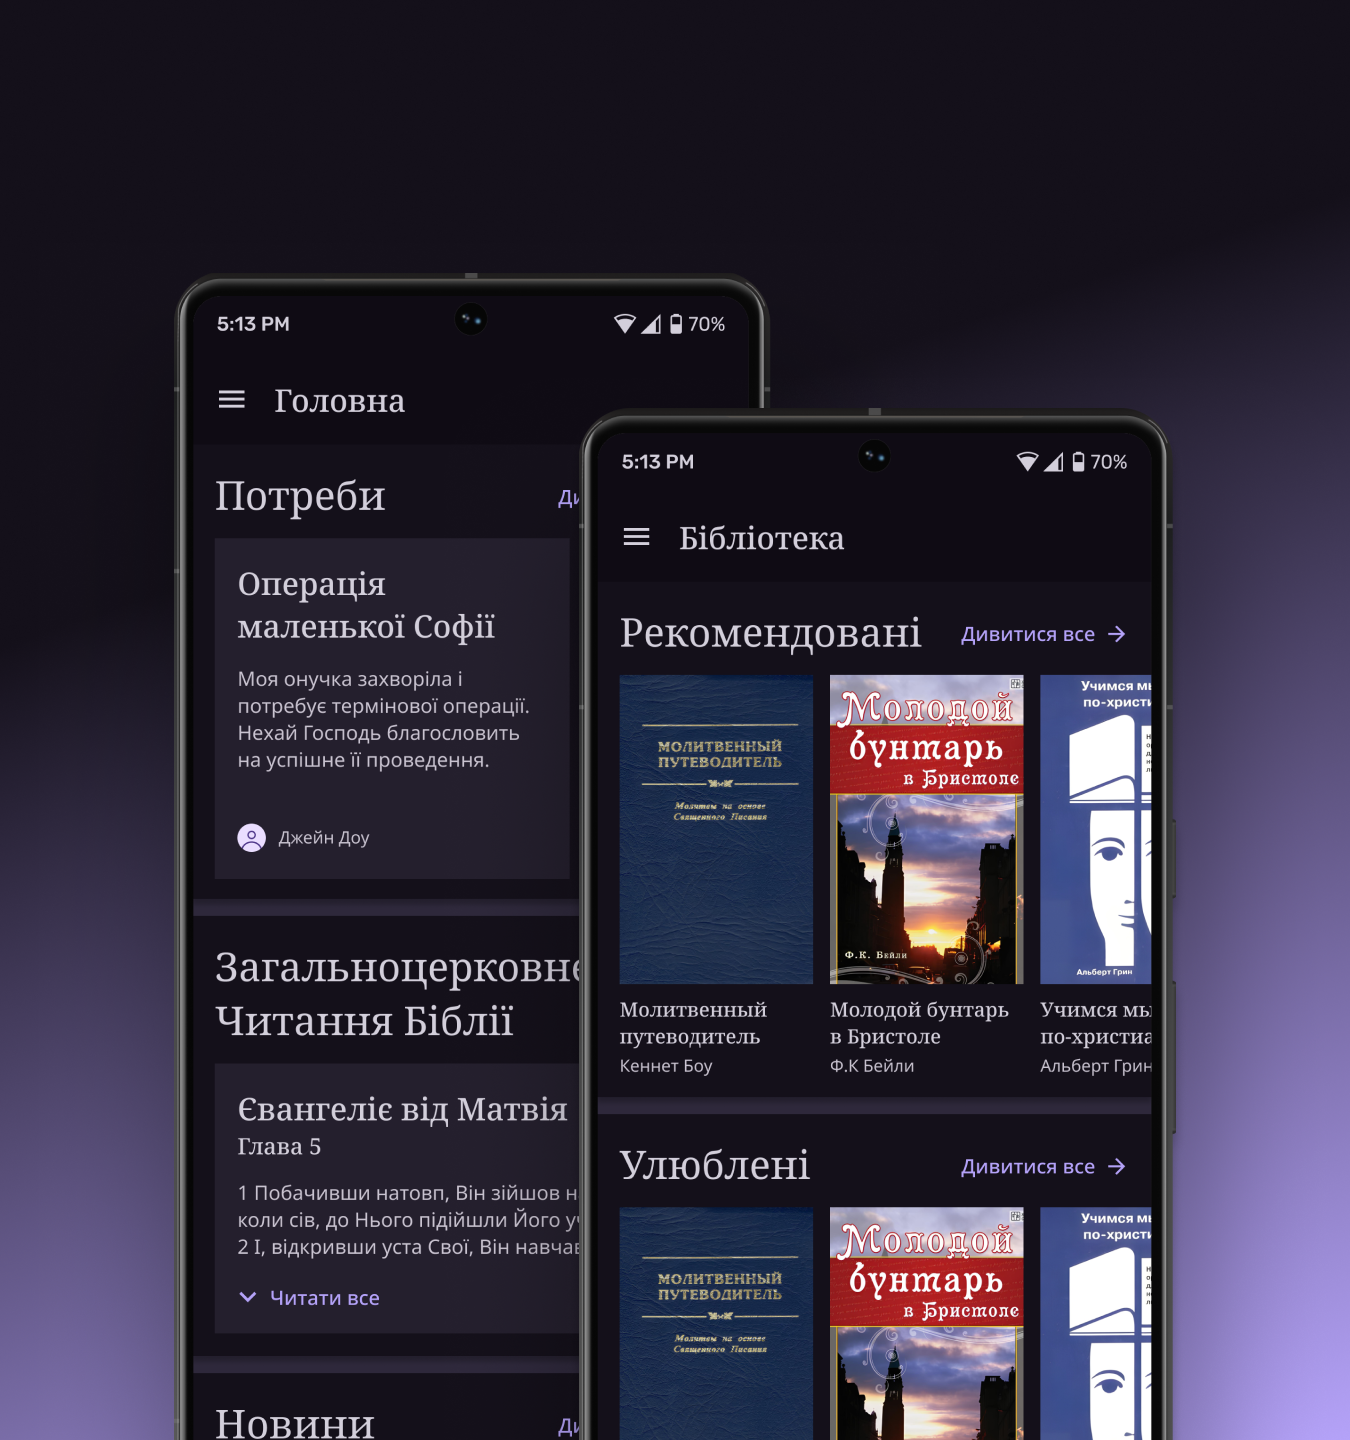 5:13 PM
70%
Головна
Потреби
Операція
маленької Софії
Моя онучка захворіла і
потребує термінової операції.
Нехай Господь благословить
на успішне її проведення.
Джейн Доу
Загальноцерковне
Читання Біблії
Євангеліє від Матвія
Глава 5
1 Побачивши натовп, Він зійшов н
коли сів, до Нього підійшли Його уч
2 І, відкривши уста Свої, Він навчав
Читати все
Новини
5:13 PM
70%
Бібліотека
Рекомендовані
Дивитися все
МОЛИТВЕННЫЙ
ПУТЕВОДИТЕЛЬ
Молитвы на основе
Священного Писания
Молодой
бунтарь
в Бристоле
Ф.К. Бейли
Учимся мы
по-христи
Альберт Грин
Молитвенный
путеводитель
Кеннет Боу
Молодой бунтарь
в Бристоле
Ф.К Бейли
Учимся мы
по-христиа
Альберт Грин
Улюблені
Дивитися все
МОЛИТВЕННЫЙ
ПУТЕВОДИТЕЛЬ
Молитвы на основе
Священного Писания
Молодой
бунтарь
в Бристоле
Учимся мы
по-христи